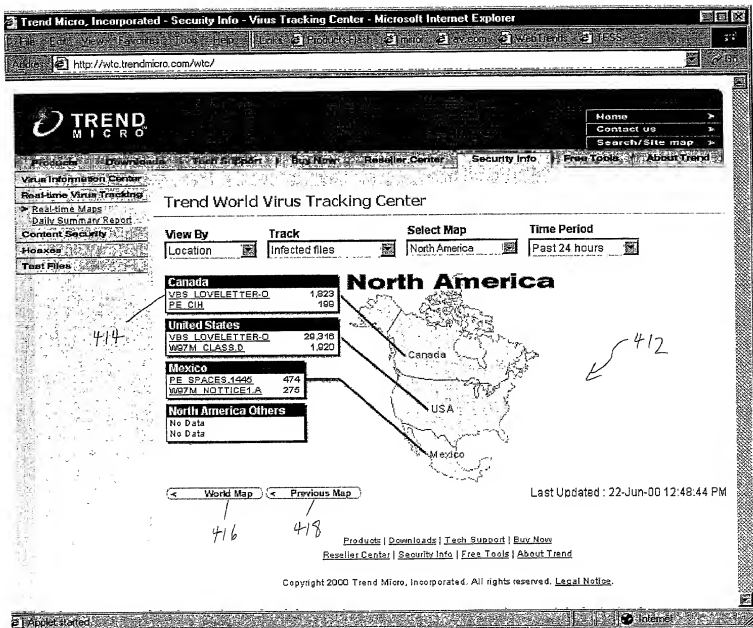 Trend Micro, Incorporated - Security Info - Virus Tracking Center - Microsoft Internet Explorer
http://wtc.trendmicro.com/wtc/
TREND
MICRO
Home >
Contact us >
Search/Site map >
Products Downloads Tech Support Buy Now Reseller Center Security Info Free Tools About Trend
Virus Information Center
Real-time Virus Tracking
> Real-time Maps
Daily Summary Report
Content Security
Hoaxes
Test Files
Trend World Virus Tracking Center
View By Track Select Map Time Period
Location Infected files North America Past 24 hours
North America
Canada
VBS_LOVELETTER-O 1,823
PE_CIH 199
United States
VBS_LOVELETTER-O 29,316
W97M_CLASS.D 1,920
Mexico
PE_SPACES.1445 474
W97M_NOTTICE1.A 275
North America Others
No Data
No Data
Canada
USA
Mexico
414
412
< World Map
< Previous Map
Last Updated : 22-Jun-00 12:48:44 PM
416
418
Products | Downloads | Tech Support | Buy Now
Reseller Center | Security Info | Free Tools | About Trend
Copyright 2000 Trend Micro, Incorporated. All rights reserved. Legal Notice.
Applet started
Internet